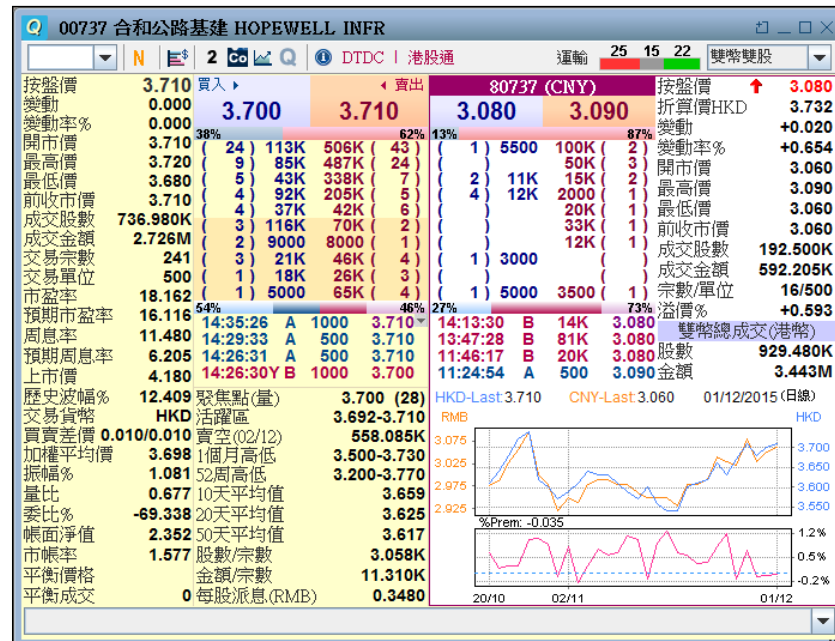 00737 合和公路基建 HOPEWELL INFR
N $ 2 Co Q DTDC | 港股通 運輸 25 15 22 雙幣雙股
按盤價 3.710
變動 0.000
變動率% 0.000
開市價 3.710
最高價 3.720
最低價 3.680
前收市價 3.710
成交股數 736.980K
成交金額 2.726M
交易宗數 241
交易單位 500
市盈率 18.162
預期市盈率 16.116
周息率 11.480
預期周息率 6.205
上市價 4.180
歷史波幅% 12.409
交易貨幣 HKD
買賣差價 0.010/0.010
加權平均價 3.698
振幅% 1.081
量比 0.677
委比% -69.338
帳面淨值 2.352
市帳率 1.577
平衡價格
平衡成交 0
買入 賣出
3.700 3.710
38% 62%
( 24 ) 113K 506K ( 43 )
( 9 ) 85K 487K ( 24 )
( 5 ) 43K 338K ( 7 )
( 4 ) 92K 205K ( 5 )
( 4 ) 37K 42K ( 6 )
( 3 ) 116K 70K ( 2 )
( 2 ) 9000 8000 ( 1 )
( 3 ) 21K 46K ( 4 )
( 1 ) 18K 26K ( 3 )
( 1 ) 5000 65K ( 4 )
54% 46%
14:35:26 A 1000 3.710
14:29:33 A 500 3.710
14:26:31 A 500 3.710
14:26:30Y B 1000 3.700
聚焦點(量) 3.700 (28)
活躍區 3.692-3.710
賣空(02/12) 558.085K
1個月高低 3.500-3.730
52周高低 3.200-3.770
10天平均值 3.659
20天平均值 3.625
50天平均值 3.617
股數/宗數 3.058K
金額/宗數 11.310K
每股派息(RMB) 0.3480
80737 (CNY)
3.080 3.090
13% 87%
( 1 ) 5500 100K ( 2 )
( ) 50K ( 3 )
( 2 ) 11K 15K ( 2 )
( 4 ) 12K 2000 ( 1 )
( ) 20K ( 1 )
( ) 33K ( 1 )
( ) 12K ( 1 )
( 1 ) 3000 ( )
( ) ( )
( 1 ) 5000 3500 ( 1 )
27% 73%
14:13:30 B 14K 3.080
13:47:28 B 81K 3.080
11:46:17 B 20K 3.080
11:24:54 A 500 3.090
按盤價 3.080
折算價HKD 3.732
變動 +0.020
變動率% +0.654
開市價 3.060
最高價 3.090
最低價 3.060
前收市價 3.060
成交股數 192.500K
成交金額 592.205K
宗數/單位 16/500
溢價% +0.593
雙幣總成交(港幣)
股數 929.480K
金額 3.443M
HKD-Last:3.710 CNY-Last:3.060 01/12/2015(日線)
RMB HKD
3.075
3.025
2.975
2.925
3.700
3.650
3.600
3.550
%Prem: -0.035
1.2%
0.5%
-0.2%
20/10 02/11 01/12